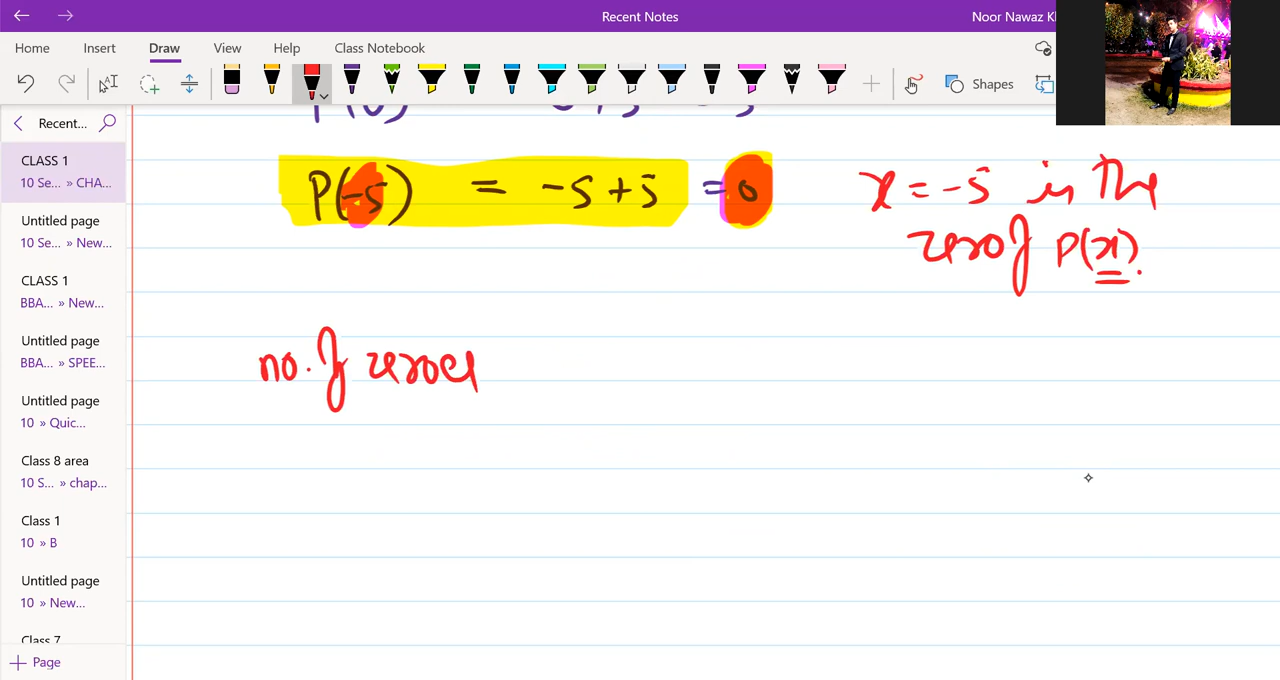 Recent Notes
Noor Nawaz Kh
Home Insert Draw View Help Class Notebook
Shapes
Recent...
CLASS 1
10 Se... » CHA...
Untitled page
10 Se... » New...
CLASS 1
BBA... » New...
Untitled page
BBA... » SPEE...
Untitled page
10 » Quic...
Class 8 area
10 S... » chap...
Class 1
10 » B
Untitled page
10 » New...
Class 7
Page
P(-5) = -5+5 = 0
x = -5 is the
zero of P(x).
no. of zeroes